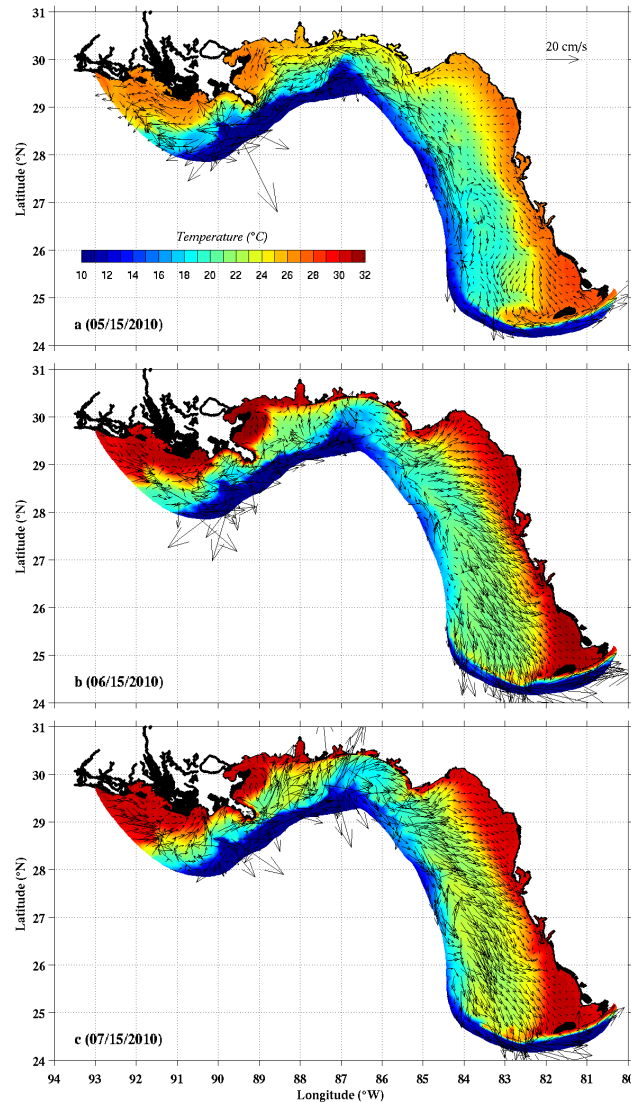 31
30
29
28
27
26
25
24
Latitude (°N)
20 cm/s
Temperature (°C)
10 12 14 16 18 20 22 24 26 28 30 32
a (05/15/2010)
31
30
29
28
27
26
25
24
Latitude (°N)
b (06/15/2010)
31
30
29
28
27
26
25
24
Latitude (°N)
c (07/15/2010)
94 93 92 91 90 89 88 87 86 85 84 83 82 81 80
Longitude (°W)